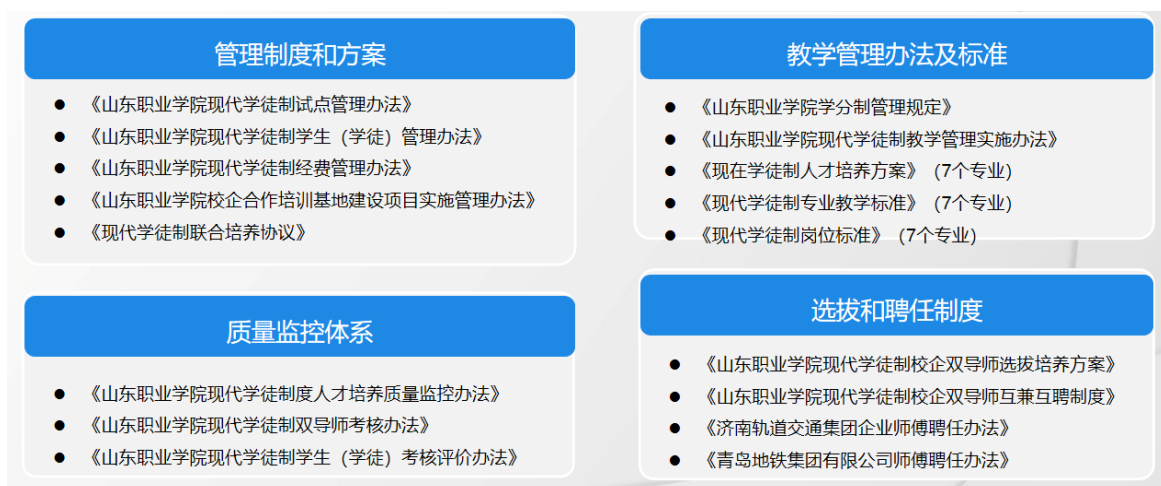 管理制度和方案
● 《山东职业学院现代学徒制试点管理办法》
● 《山东职业学院现代学徒制学生（学徒）管理办法》
● 《山东职业学院现代学徒制经费管理办法》
● 《山东职业学院校企合作培训基地建设项目实施管理办法》
● 《现代学徒制联合培养协议》
教学管理办法及标准
● 《山东职业学院学分制管理规定》
● 《山东职业学院现代学徒制教学管理实施办法》
● 《现在学徒制人才培养方案》（7个专业）
● 《现代学徒制专业教学标准》（7个专业）
● 《现代学徒制岗位标准》（7个专业）
质量监控体系
● 《山东职业学院现代学徒制度人才培养质量监控办法》
● 《山东职业学院现代学徒制双导师考核办法》
● 《山东职业学院现代学徒制学生（学徒）考核评价办法》
选拔和聘任制度
● 《山东职业学院现代学徒制校企双导师选拔培养方案》
● 《山东职业学院现代学徒制校企双导师互兼互聘制度》
● 《济南轨道交通集团企业师傅聘任办法》
● 《青岛地铁集团有限公司师傅聘任办法》